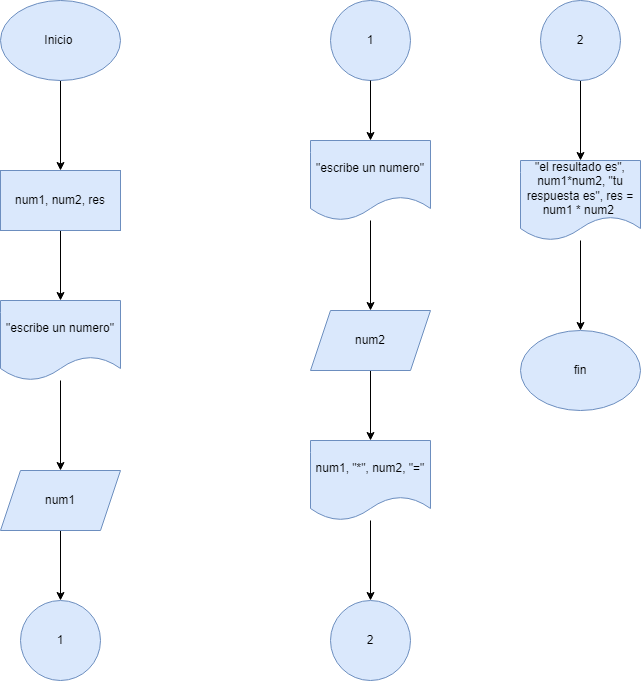 Inicio
num1, num2, res
"escribe un numero"
num1
1
1
"escribe un numero"
num2
num1, "*", num2, "="
2
2
"el resultado es",
num1*num2, "tu
respuesta es", res =
num1 * num2
fin